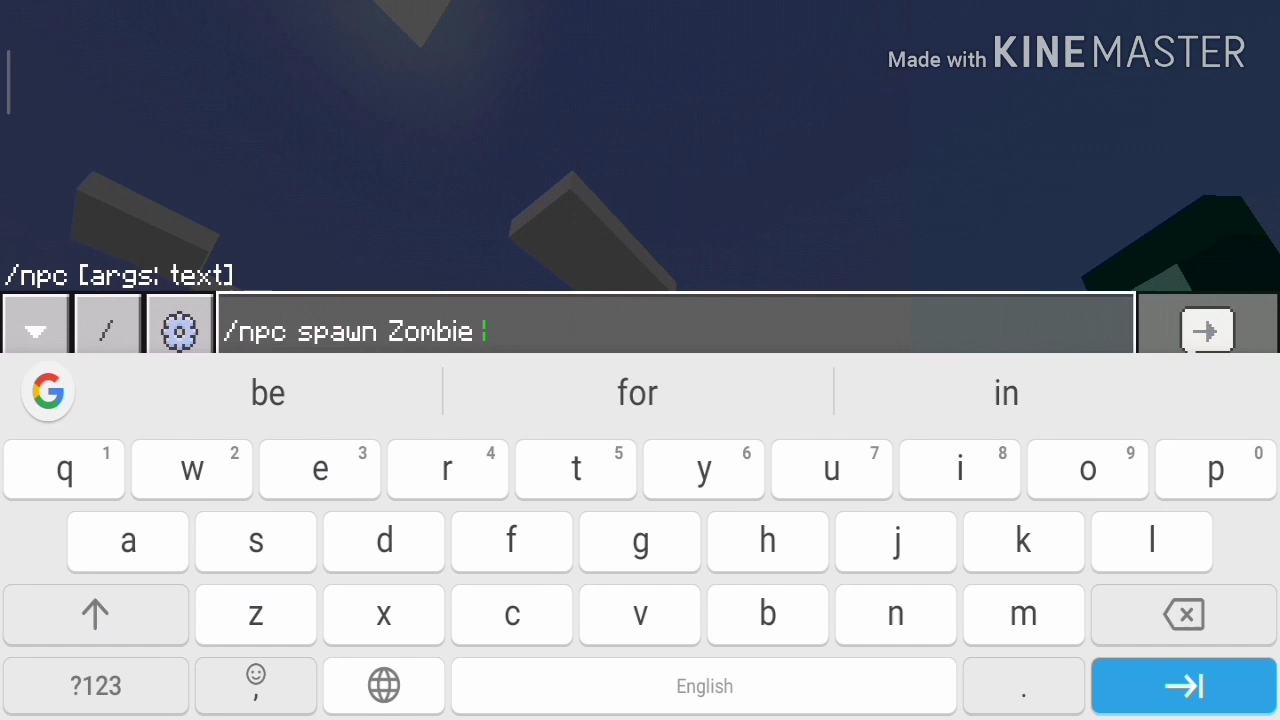 Made with KINEMASTER
/npc [args: text]
/
/npc spawn Zombie
G be for in
q 1 w 2 e 3 r 4 t 5 y 6 u 7 i 8 o 9 p 0
a s d f g h j k l
z x c v b n m
?123 , English .